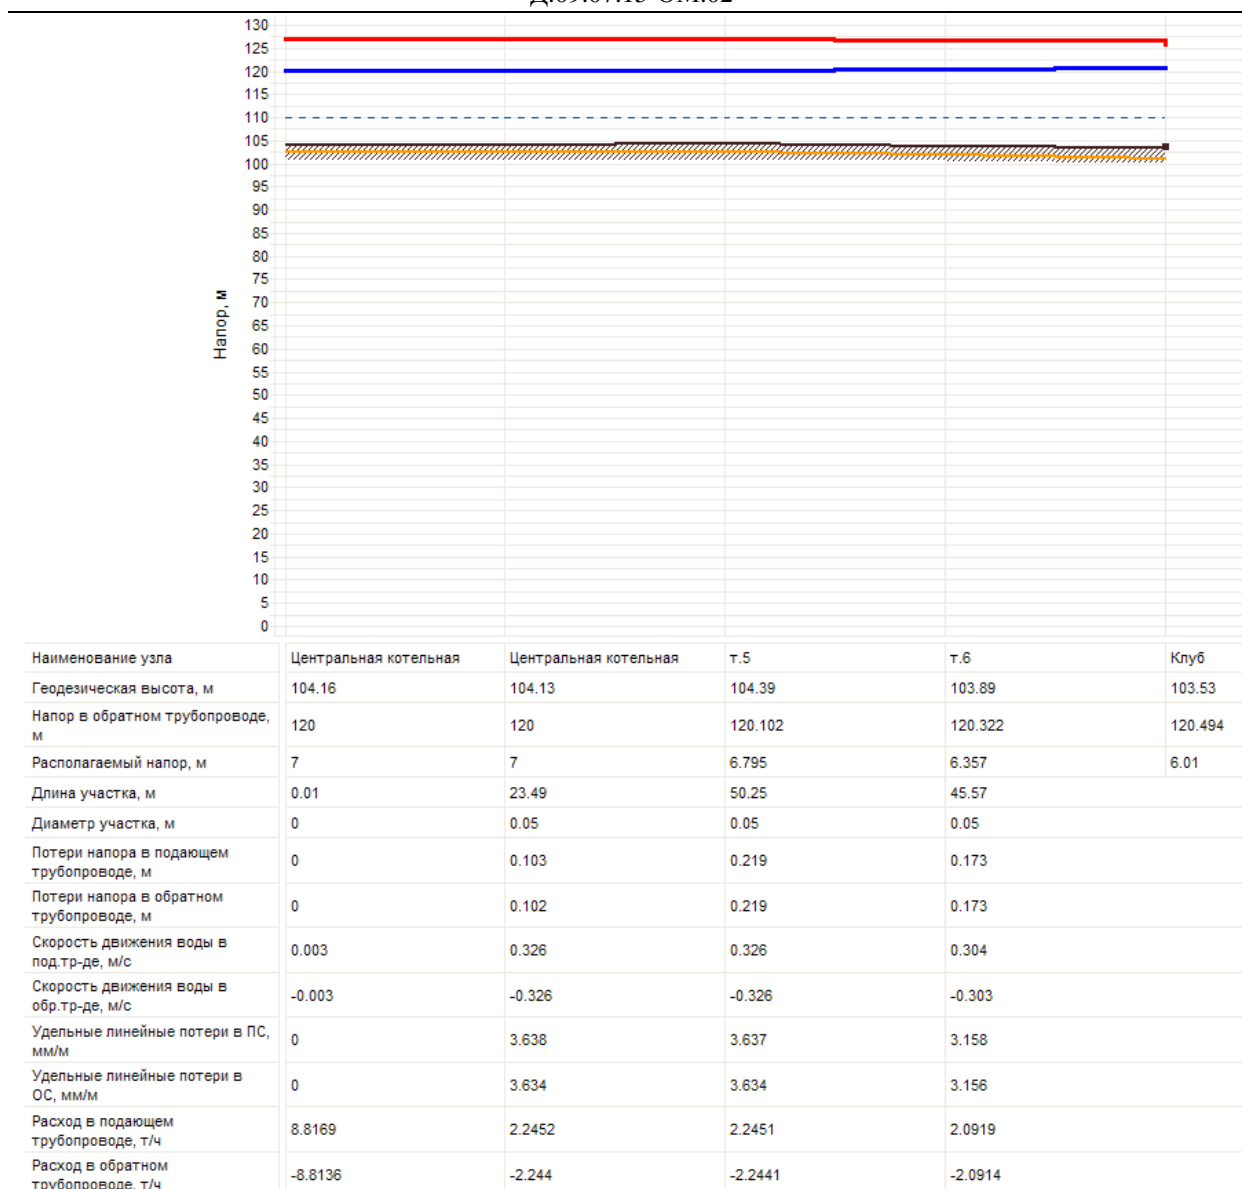 Д.09.07.13-ОМ.02
130
125
120
115
110
105
100
95
90
85
80
75
70
65
60
55
50
45
40
35
30
25
20
15
10
5
0
Напор, м
Наименование узла Центральная котельная Центральная котельная т.5 т.6 Клуб
Геодезическая высота, м 104.16 104.13 104.39 103.89 103.53
Напор в обратном трубопроводе,
м 120 120 120.102 120.322 120.494
Располагаемый напор, м 7 7 6.795 6.357 6.01
Длина участка, м 0.01 23.49 50.25 45.57
Диаметр участка, м 0 0.05 0.05 0.05
Потери напора в подающем
трубопроводе, м 0 0.103 0.219 0.173
Потери напора в обратном
трубопроводе, м 0 0.102 0.219 0.173
Скорость движения воды в
под.тр-де, м/с 0.003 0.326 0.326 0.304
Скорость движения воды в
обр.тр-де, м/с -0.003 -0.326 -0.326 -0.303
Удельные линейные потери в ПС,
мм/м 0 3.638 3.637 3.158
Удельные линейные потери в
ОС, мм/м 0 3.634 3.634 3.156
Расход в подающем
трубопроводе, т/ч 8.8169 2.2452 2.2451 2.0919
Расход в обратном
трубопроводе, т/ч -8.8136 -2.244 -2.2441 -2.0914